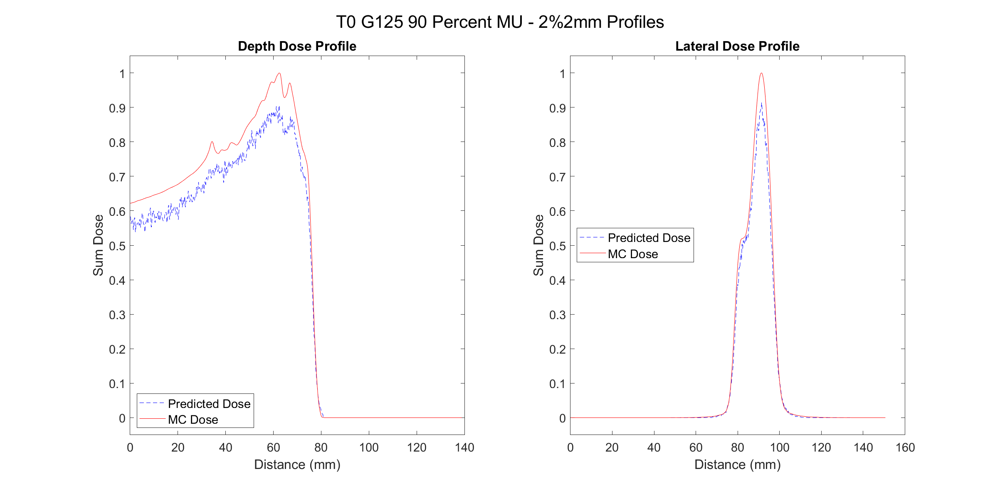 T0 G125 90 Percent MU - 2%2mm Profiles
Depth Dose Profile
1
0.9
0.8
0.7
0.6
0.5
0.4
0.3
0.2
0.1
0
Sum Dose
Predicted Dose
MC Dose
0 20 40 60 80 100 120 140
Distance (mm)
Lateral Dose Profile
1
0.9
0.8
0.7
0.6
0.5
0.4
0.3
0.2
0.1
0
Sum Dose
Predicted Dose
MC Dose
0 20 40 60 80 100 120 140 160
Distance (mm)